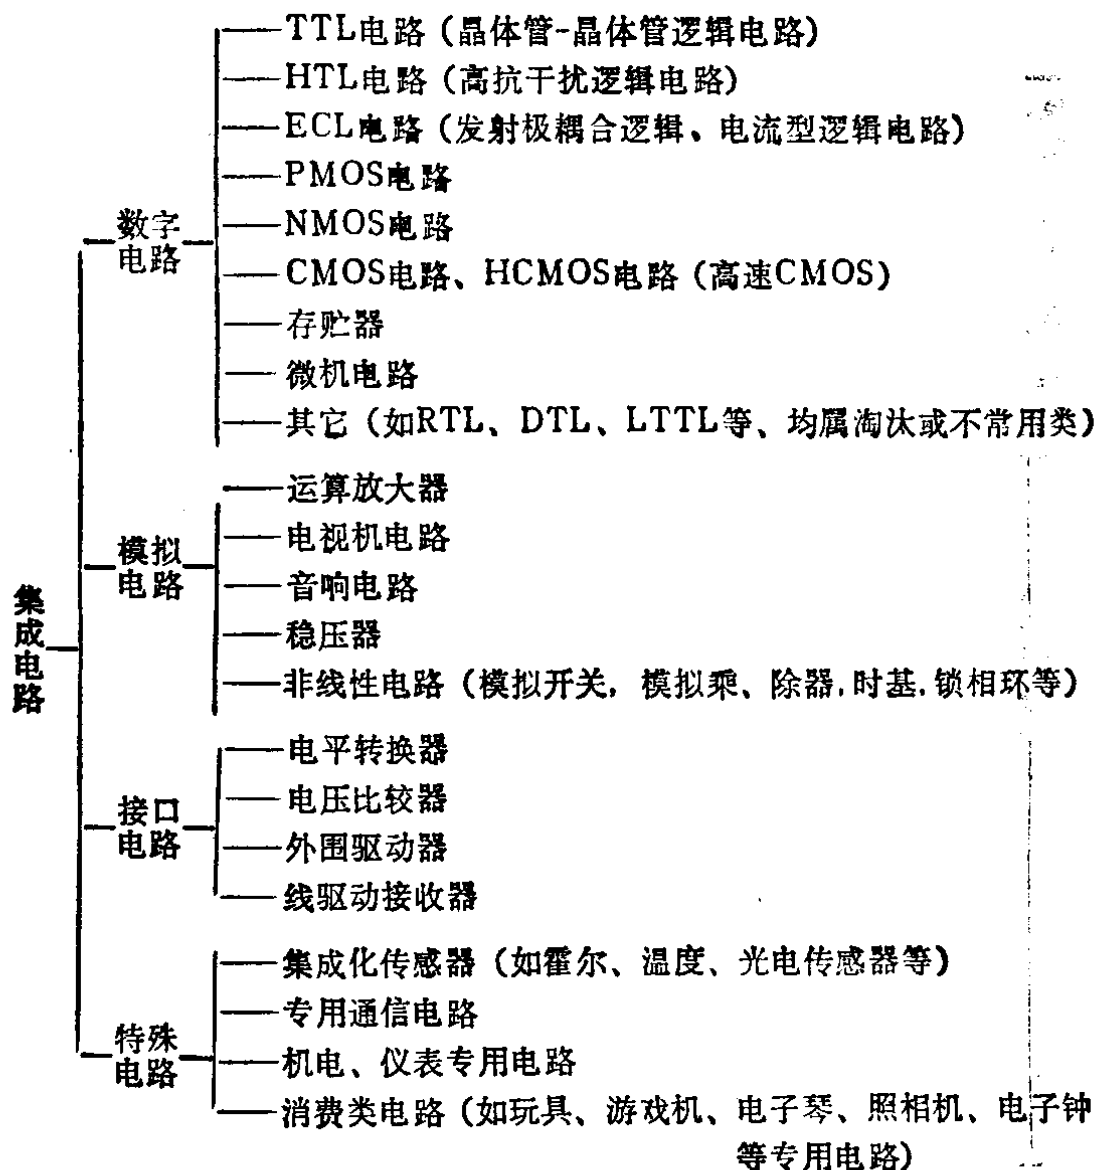 集成电路
数字
电路
TTL电路（晶体管-晶体管逻辑电路）
HTL电路（高抗干扰逻辑电路）
ECL电路（发射极耦合逻辑、电流型逻辑电路）
PMOS电路
NMOS电路
CMOS电路、HCMOS电路（高速CMOS）
存贮器
微机电路
其它（如RTL、DTL、LTTL等、均属淘汰或不常用类）
模拟
电路
运算放大器
电视机电路
音响电路
稳压器
非线性电路（模拟开关，模拟乘、除器，时基，锁相环等）
接口
电路
电平转换器
电压比较器
外围驱动器
线驱动接收器
特殊
电路
集成化传感器（如霍尔、温度、光电传感器等）
专用通信电路
机电、仪表专用电路
消费类电路（如玩具、游戏机、电子琴、照相机、电子钟
等专用电路）